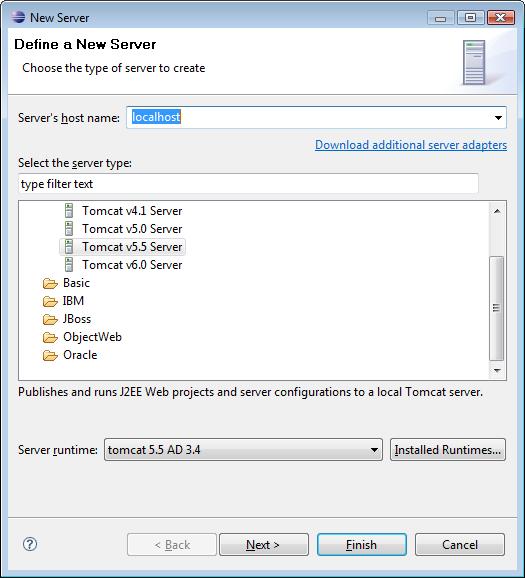 New Server
Define a New Server
Choose the type of server to create
Server's host name: localhost
Download additional server adapters
Select the server type:
type filter text
Tomcat v4.1 Server
Tomcat v5.0 Server
Tomcat v5.5 Server
Tomcat v6.0 Server
Basic
IBM
JBoss
ObjectWeb
Oracle
Publishes and runs J2EE Web projects and server configurations to a local Tomcat server.
Server runtime: tomcat 5.5 AD 3.4 Installed Runtimes...
? < Back Next > Finish Cancel